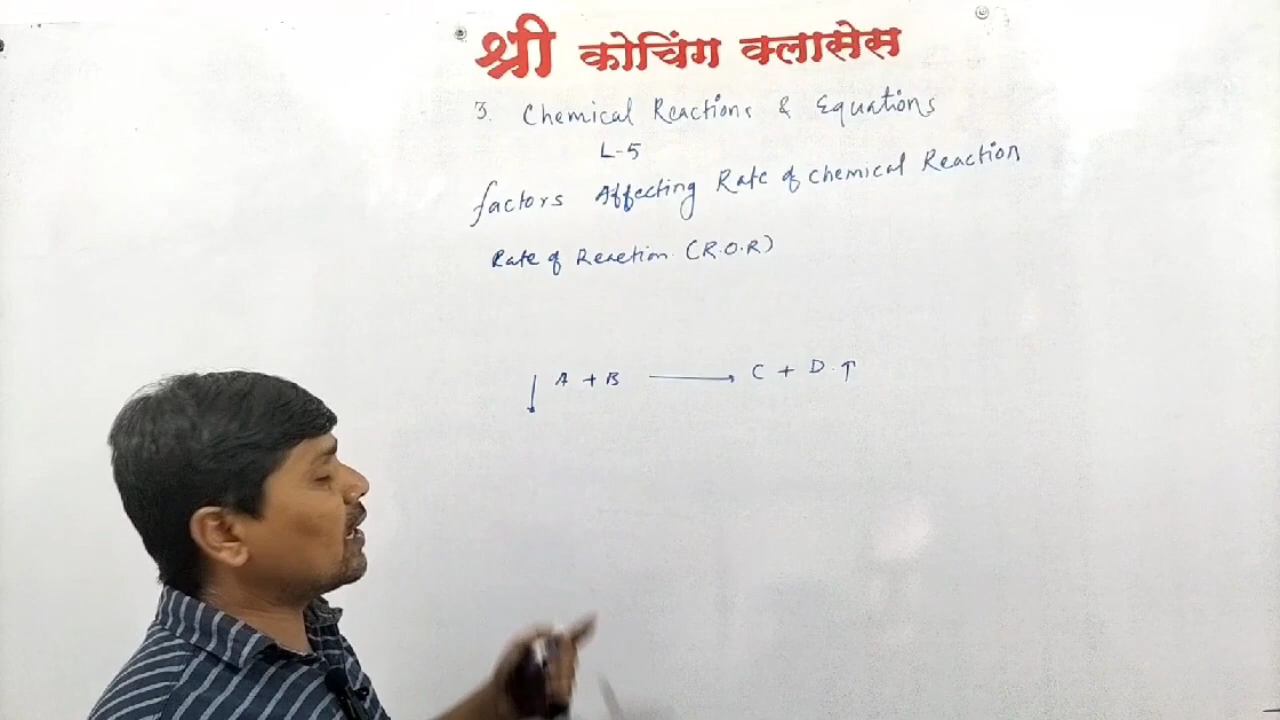 श्री कोचिंग क्लासेस
3. Chemical Reactions & Equations
L-5
factors Affecting Rate of chemical Reaction
Rate of Reaction (R.O.R)
↓ A + B ⟶ C + D ↑